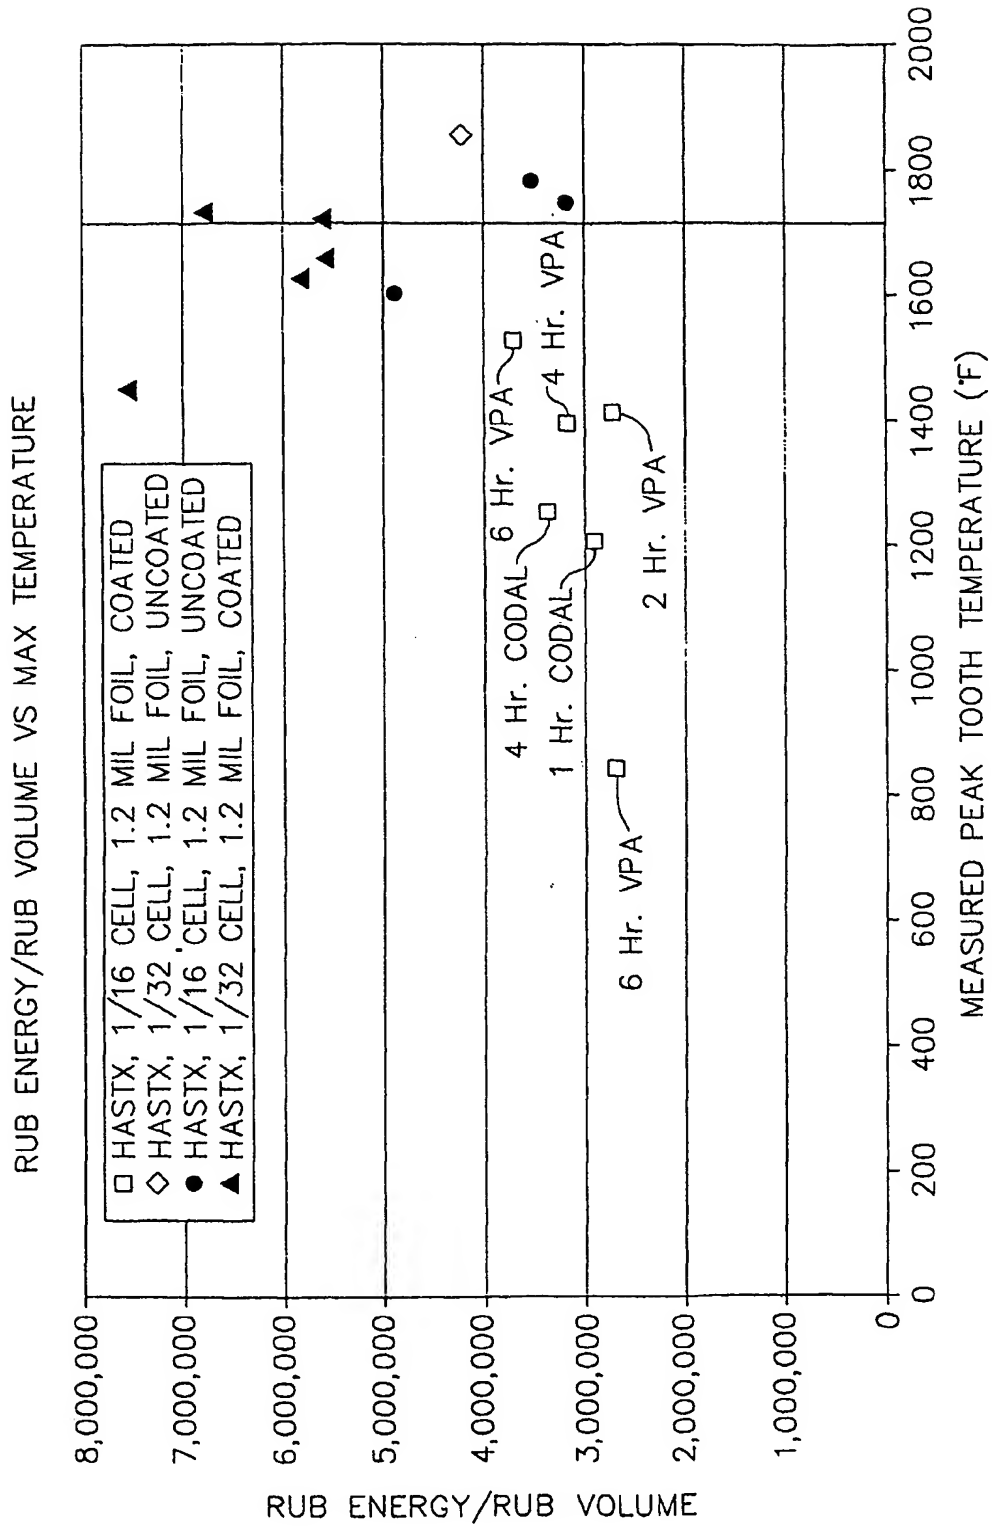 RUB ENERGY/RUB VOLUME VS MAX TEMPERATURE
HASTX, 1/16 CELL, 1.2 MIL FOIL, COATED
HASTX, 1/32 CELL, 1.2 MIL FOIL, UNCOATED
HASTX, 1/16 CELL, 1.2 MIL FOIL, UNCOATED
HASTX, 1/32 CELL, 1.2 MIL FOIL, COATED
RUB ENERGY/RUB VOLUME
8,000,000
7,000,000
6,000,000
5,000,000
4,000,000
3,000,000
2,000,000
1,000,000
0
6 Hr. VPA
4 Hr. VPA
4 Hr. CODAL
1 Hr. CODAL
2 Hr. VPA
6 Hr. VPA
0 200 400 600 800 1000 1200 1400 1600 1800 2000
MEASURED PEAK TOOTH TEMPERATURE (°F)